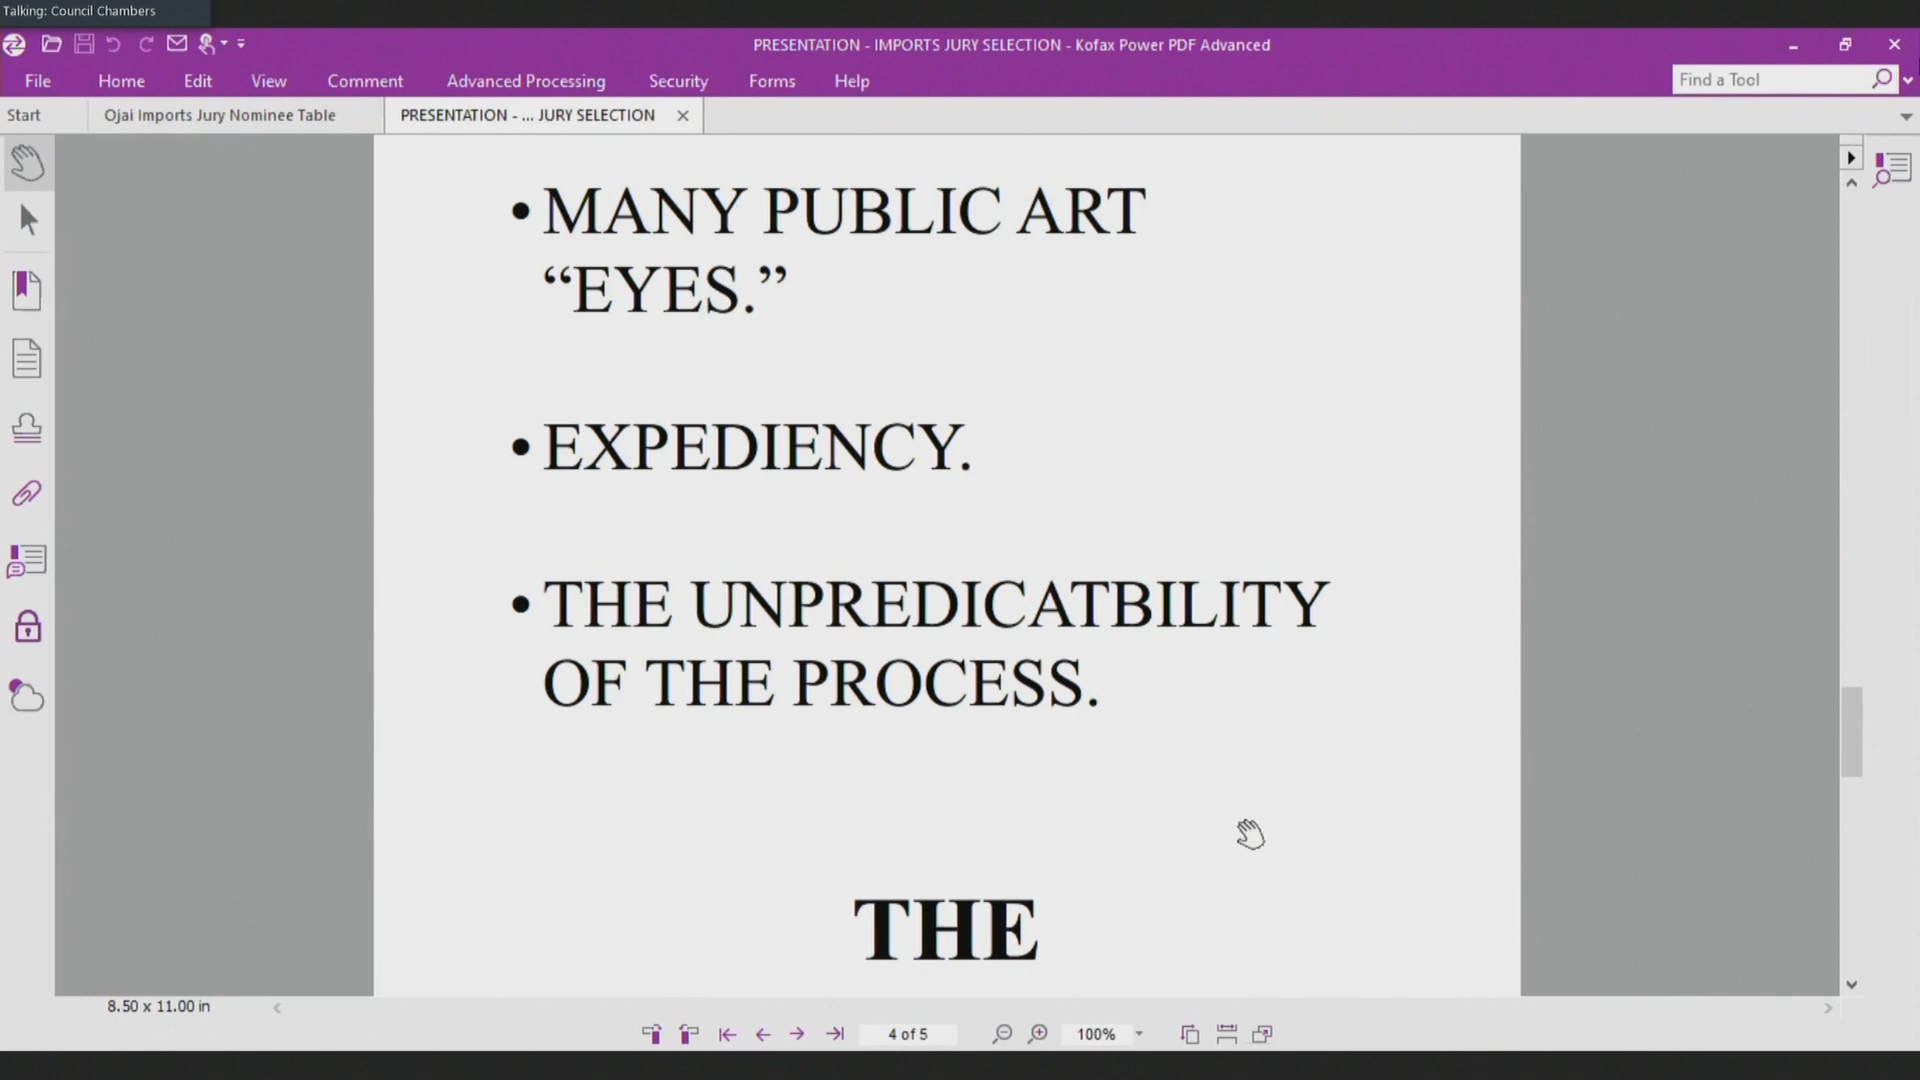 Talking: Council Chambers
PRESENTATION - IMPORTS JURY SELECTION - Kofax Power PDF Advanced
File Home Edit View Comment Advanced Processing Security Forms Help
Find a Tool
Start Ojai Imports Jury Nominee Table PRESENTATION - ... JURY SELECTION
• MANY PUBLIC ART
“EYES.”
• EXPEDIENCY.
• THE UNPREDICATBILITY
OF THE PROCESS.
THE
8.50 x 11.00 in
4 of 5
100%